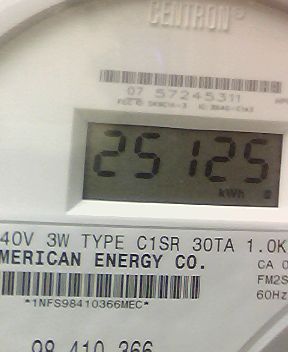 CENTRON®
07 57245311
25125
kWh
40V 3W TYPE C1SR 30TA 1.0K
MERICAN ENERGY CO.
CA 0
FM2S
60Hz
*1NFS98410366MEC*
98 410 366